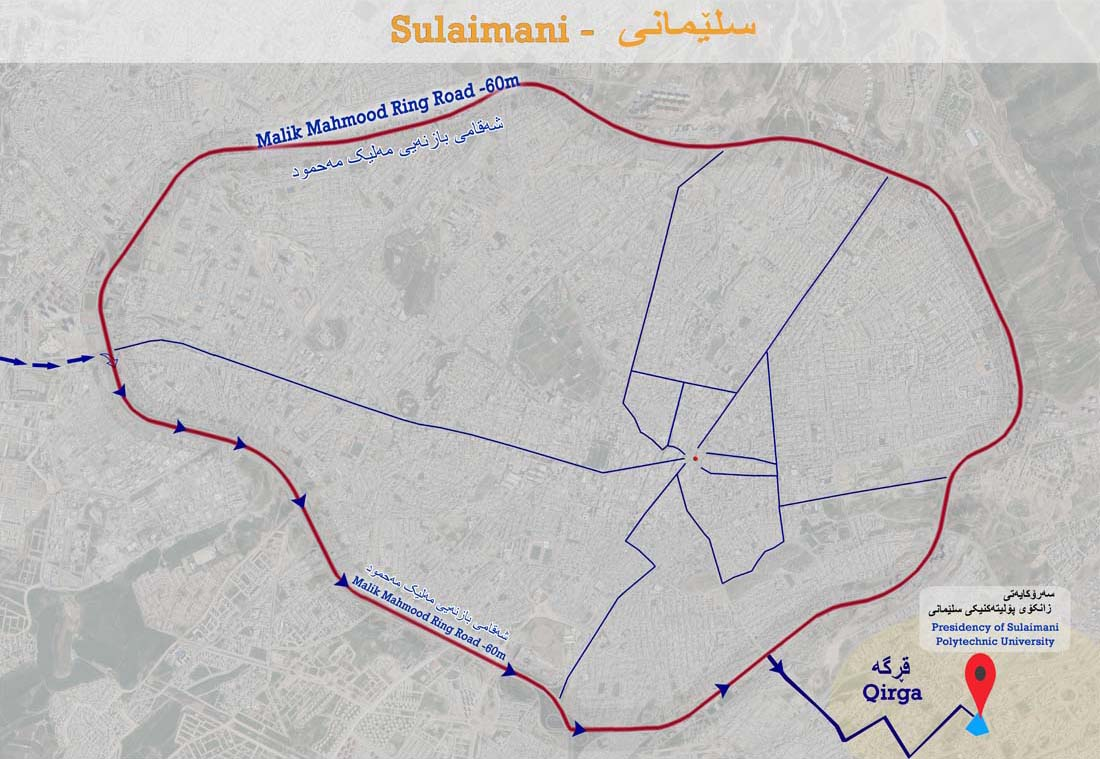 Sulaimani - سلێمانی
Malik Mahmood Ring Road -60m
شەقامی بازنەیی مەلیک مەحمود
شەقامی بازنەیی مەلیک مەحمود
Malik Mahmood Ring Road -60m
سەرۆکایەتی
زانکۆی پۆلیتەکنیکی سلێمانی
Presidency of Sulaimani
Polytechnic University
قڕگە
Qirga